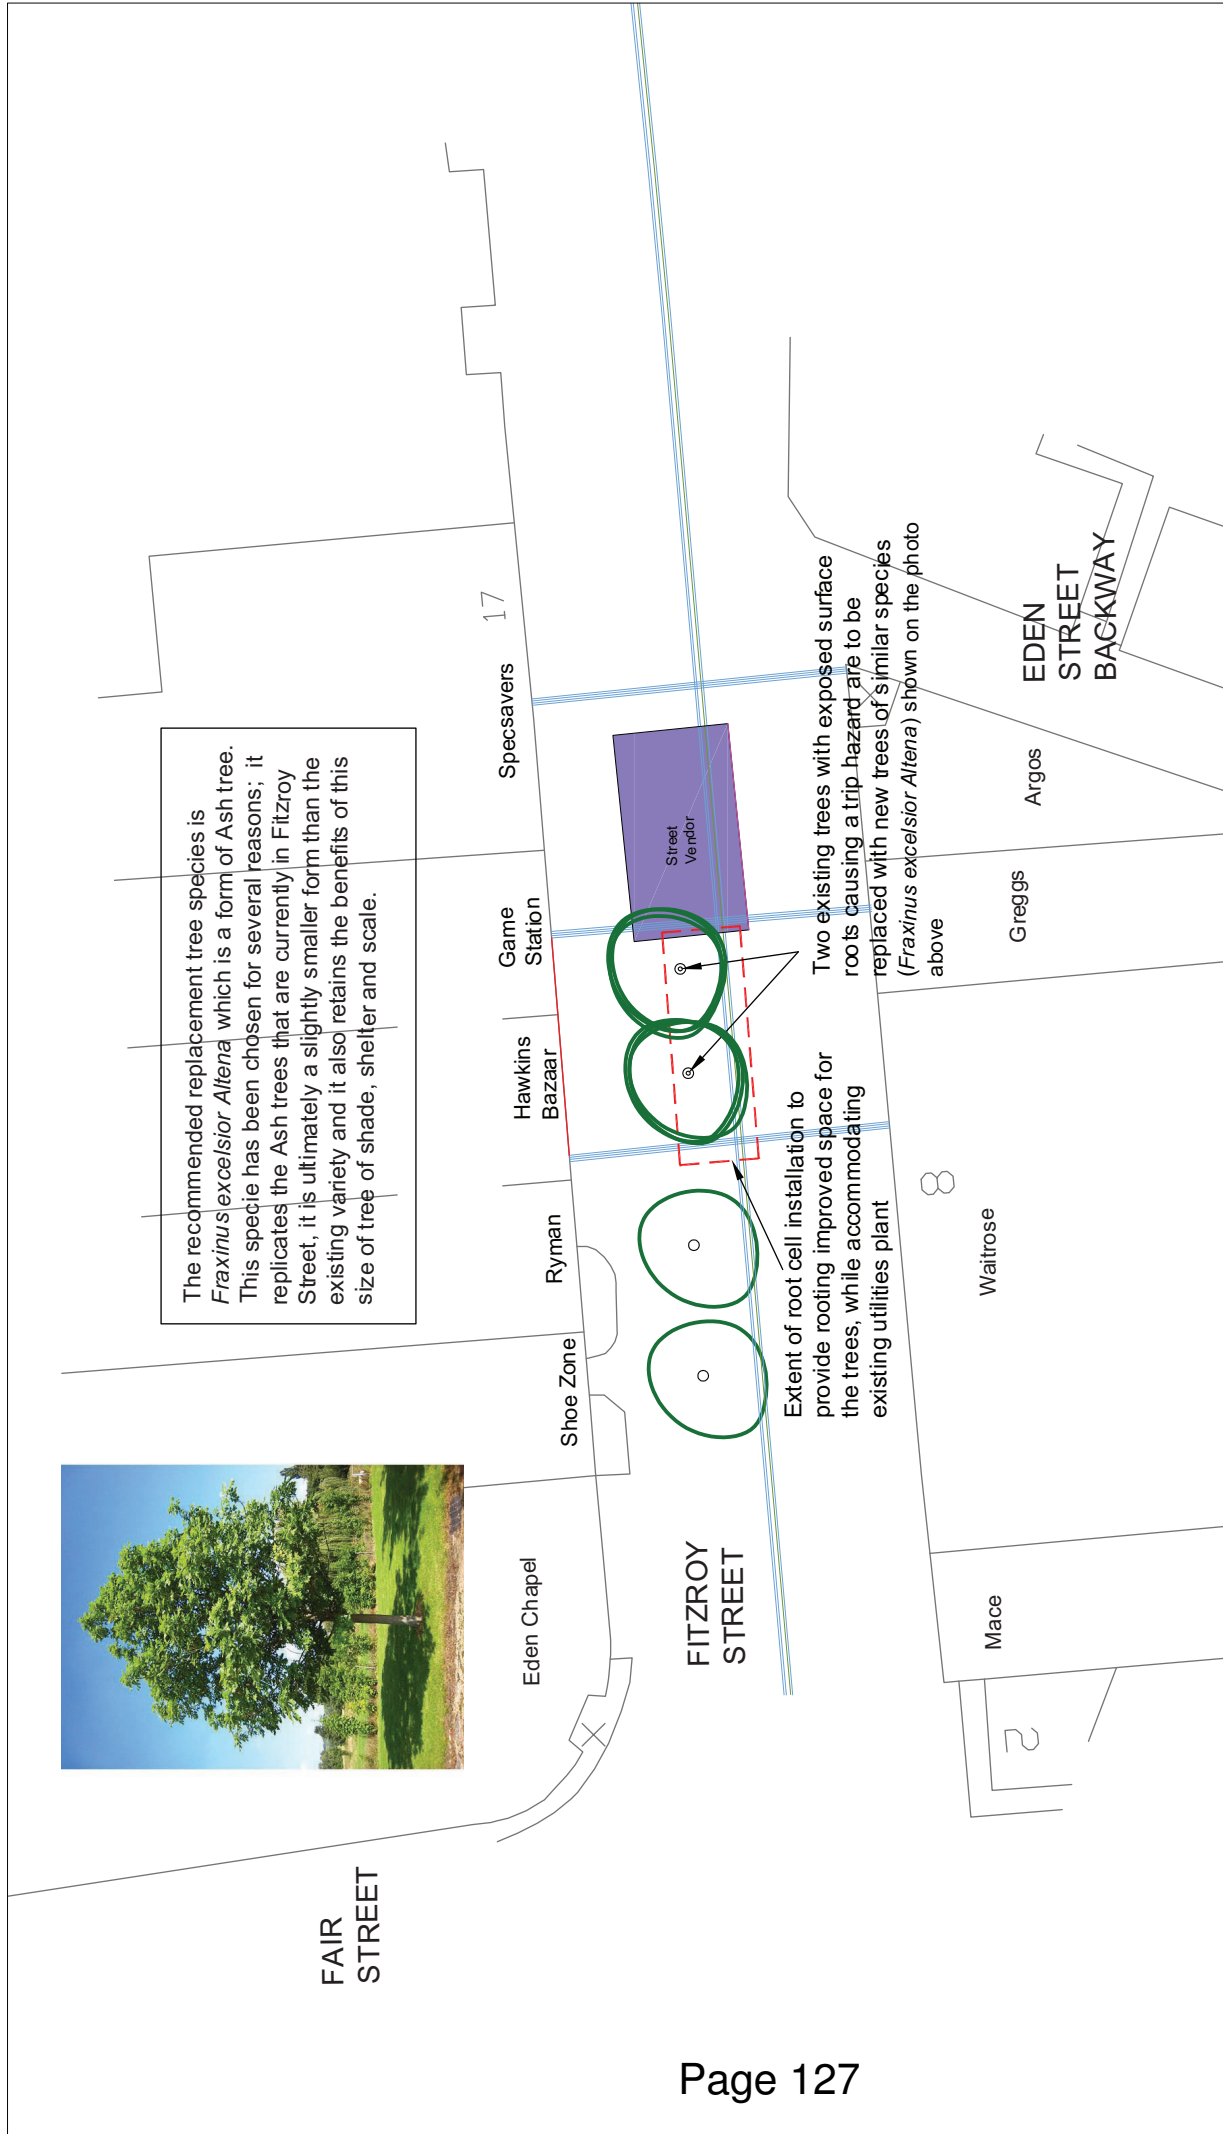 FAIR
STREET
The recommended replacement tree species is
Fraxinus excelsior Altena which is a form of Ash tree.
This specie has been chosen for several reasons; it
replicates the Ash trees that are currently in Fitzroy
Street, it is ultimately a slightly smaller form than the
existing variety and it also retains the benefits of this
size of tree of shade, shelter and scale.
Eden Chapel
Shoe Zone
Ryman
Hawkins
Bazaar
Game
Station
Specsavers
17
FITZROY
STREET
Street
Vendor
Extent of root cell installation to
provide rooting improved space for
the trees, while accommodating
existing utilities plant
Two existing trees with exposed surface
roots causing a trip hazard are to be
replaced with new trees of similar species
(Fraxinus excelsior Altena) shown on the photo
above
2
Mace
Waitrose
8
Greggs
Argos
EDEN
STREET
BACKWAY
Page 127